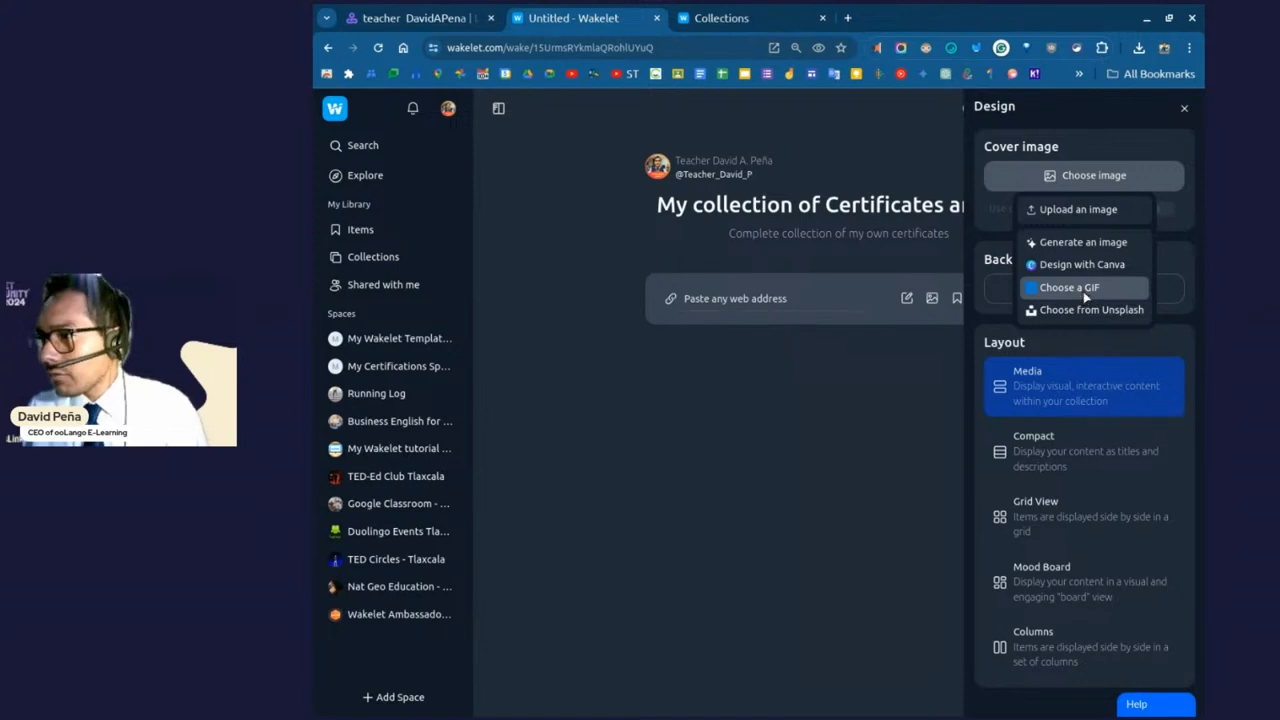 teacher DavidAPena |
Untitled - Wakelet
Collections
wakelet.com/wake/15UrmsRYkmlaQRohlUYuQ
ST
All Bookmarks
Search
Explore
My Library
Items
Collections
Shared with me
Spaces
My Wakelet Templat...
My Certifications Sp...
Running Log
Business English for ...
My Wakelet tutorial ...
TED-Ed Club Tlaxcala
Google Classroom - ...
Duolingo Events Tla...
TED Circles - Tlaxcala
Nat Geo Education - ...
Wakelet Ambassado...
Add Space
Teacher David A. Peña
@Teacher_David_P
My collection of Certificates a
Complete collection of my own certificates
Paste any web address
Design
Cover image
Choose image
Upload an image
Generate an image
Design with Canva
Choose a GIF
Choose from Unsplash
Back
Layout
Media
Display visual, interactive content
within your collection
Compact
Display your content as titles and
descriptions
Grid View
Items are displayed side by side in a
grid
Mood Board
Display your content in a visual and
engaging "board" view
Columns
Items are displayed side by side in a
set of columns
Help
2024
David Peña
CEO of ooLango E-Learning